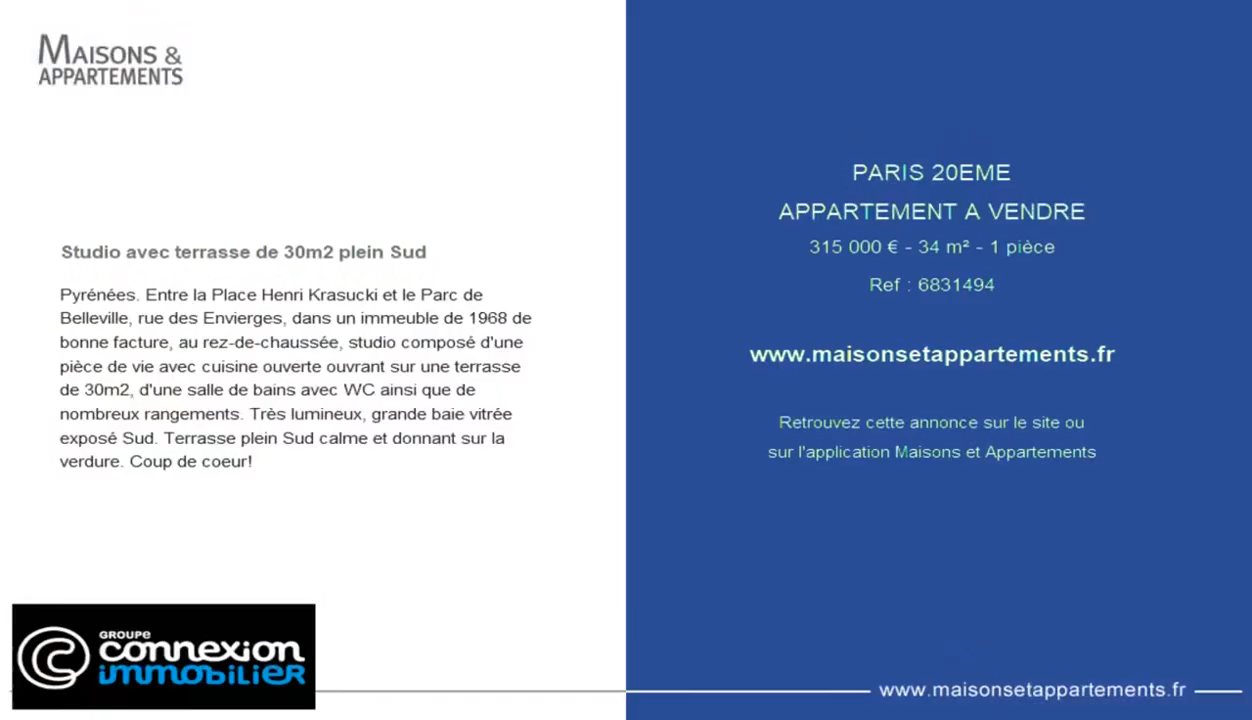 MAISONS &
APPARTEMENTS
Studio avec terrasse de 30m2 plein Sud
Pyrénées. Entre la Place Henri Krasucki et le Parc de
Belleville, rue des Envierges, dans un immeuble de 1968 de
bonne facture, au rez-de-chaussée, studio composé d'une
pièce de vie avec cuisine ouverte ouvrant sur une terrasse
de 30m2, d'une salle de bains avec WC ainsi que de
nombreux rangements. Très lumineux, grande baie vitrée
exposé Sud. Terrasse plein Sud calme et donnant sur la
verdure. Coup de coeur!
GROUPe
connexion
immobilier
PARIS 20EME
APPARTEMENT A VENDRE
315 000 € - 34 m² - 1 pièce
Ref : 6831494
www.maisonsetappartements.fr
Retrouvez cette annonce sur le site ou
sur l'application Maisons et Appartements
www.maisonsetappartements.fr